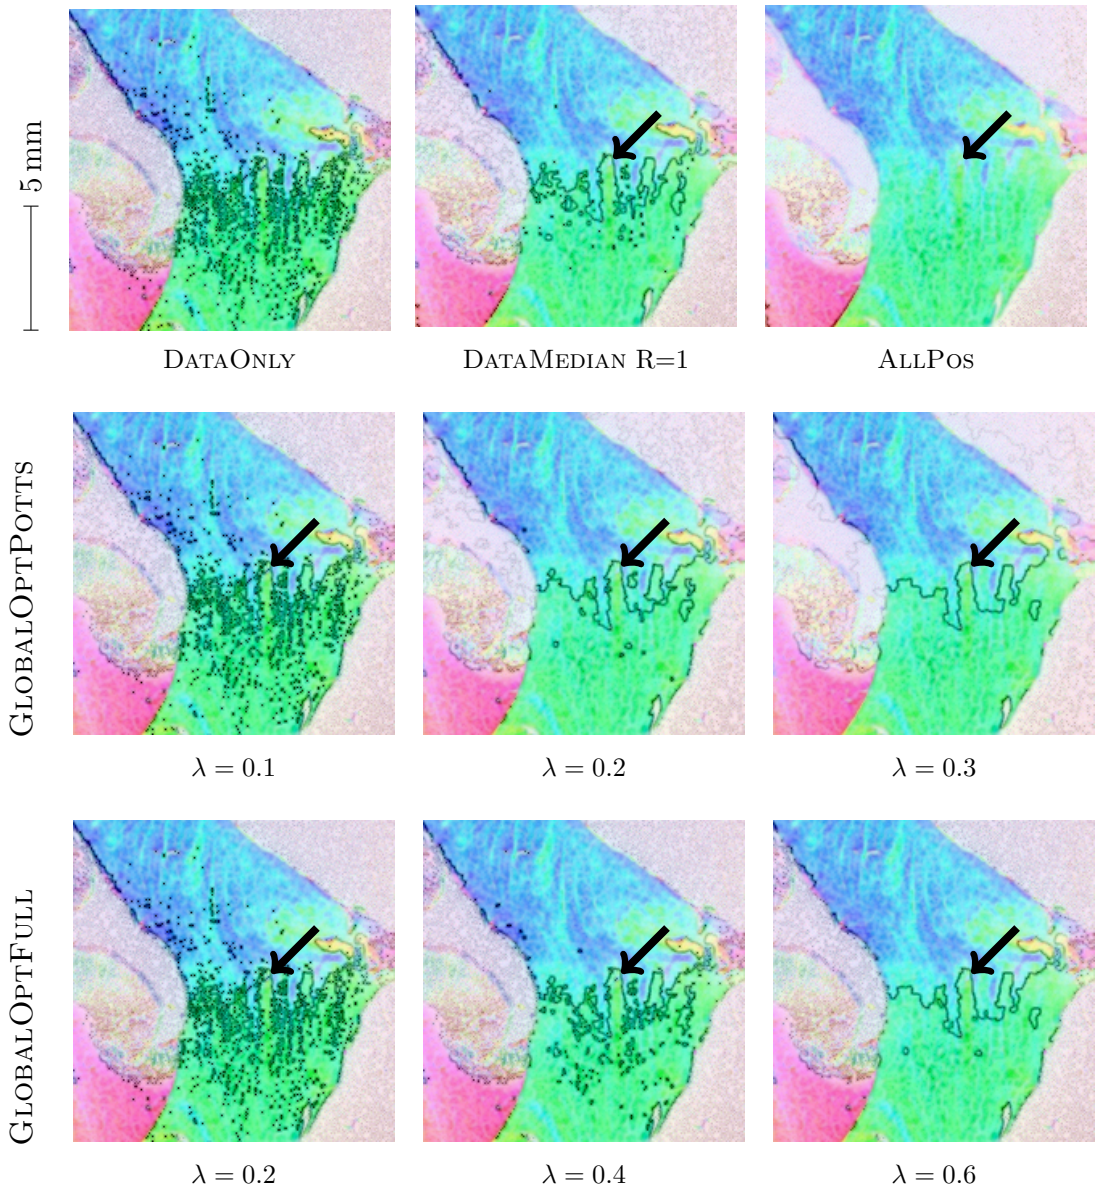 5 mm
DATAONLY
DATAMEDIAN R=1
ALLPOS
GLOBALOPTPOTTS
λ = 0.1
λ = 0.2
λ = 0.3
GLOBALOPTFULL
λ = 0.2
λ = 0.4
λ = 0.6